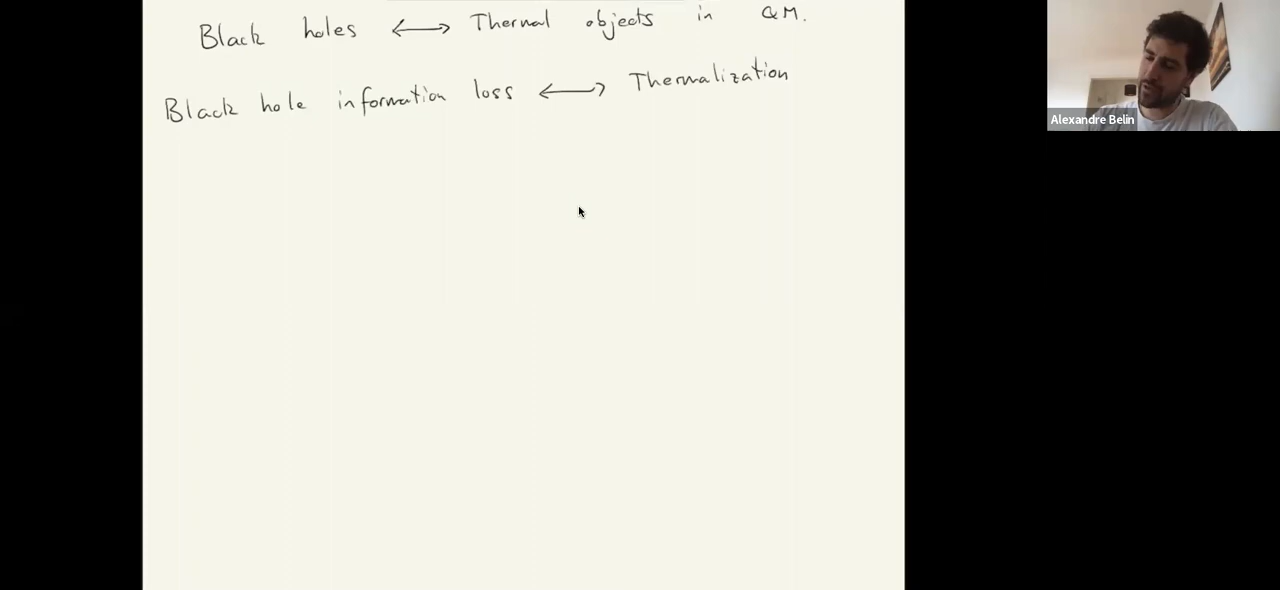 Black holes ⟷ Thermal objects in QM.
Black hole information loss ⟷ Thermalization
Alexandre Belin